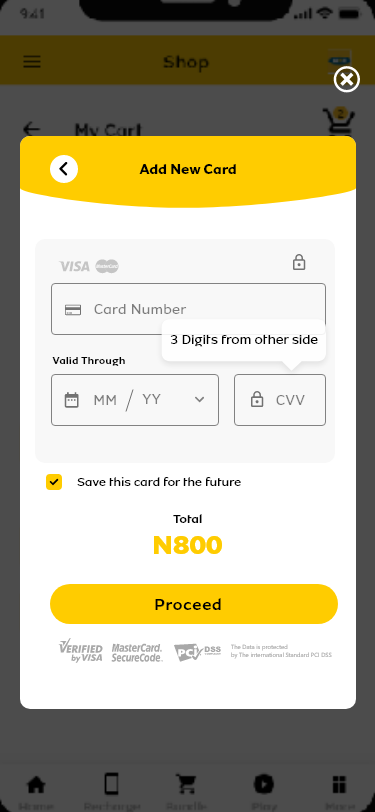 9:41
Shop
2
My Cart
Add New Card
VISA MasterCard
Card Number
3 Digits from other side
Valid Through
MM / YY
CVV
Save this card for the future
Total
N800
Proceed
VERIFIED by VISA
MasterCard. SecureCode.
PCI DSS
The Data is protected
by The international Standard PCI DSS
Home Recharge Bundle Play More